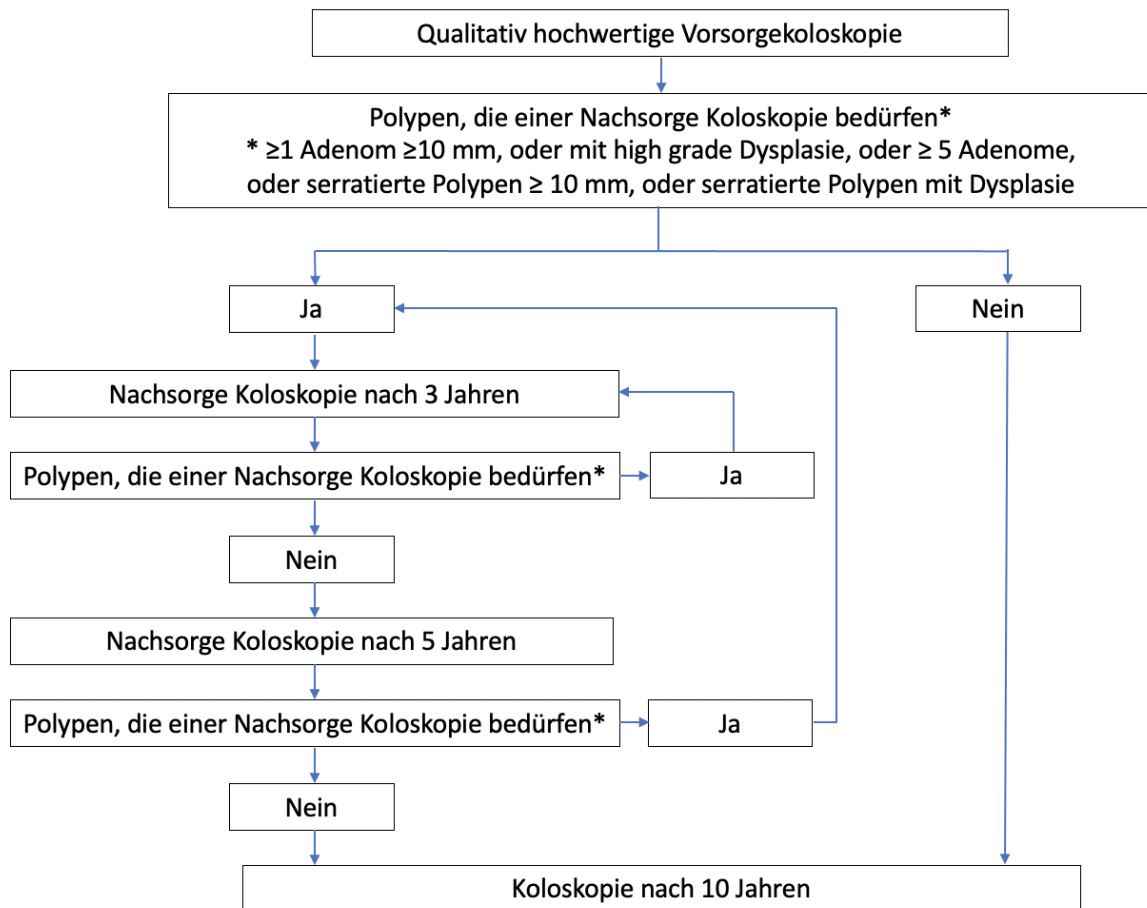 Qualitativ hochwertige Vorsorgekoloskopie
Polypen, die einer Nachsorge Koloskopie bedürfen*
* ≥1 Adenom ≥10 mm, oder mit high grade Dysplasie, oder ≥ 5 Adenome,
oder serratierte Polypen ≥ 10 mm, oder serratierte Polypen mit Dysplasie
Ja
Nein
Nachsorge Koloskopie nach 3 Jahren
Polypen, die einer Nachsorge Koloskopie bedürfen*
Ja
Nein
Nachsorge Koloskopie nach 5 Jahren
Polypen, die einer Nachsorge Koloskopie bedürfen*
Ja
Nein
Koloskopie nach 10 Jahren